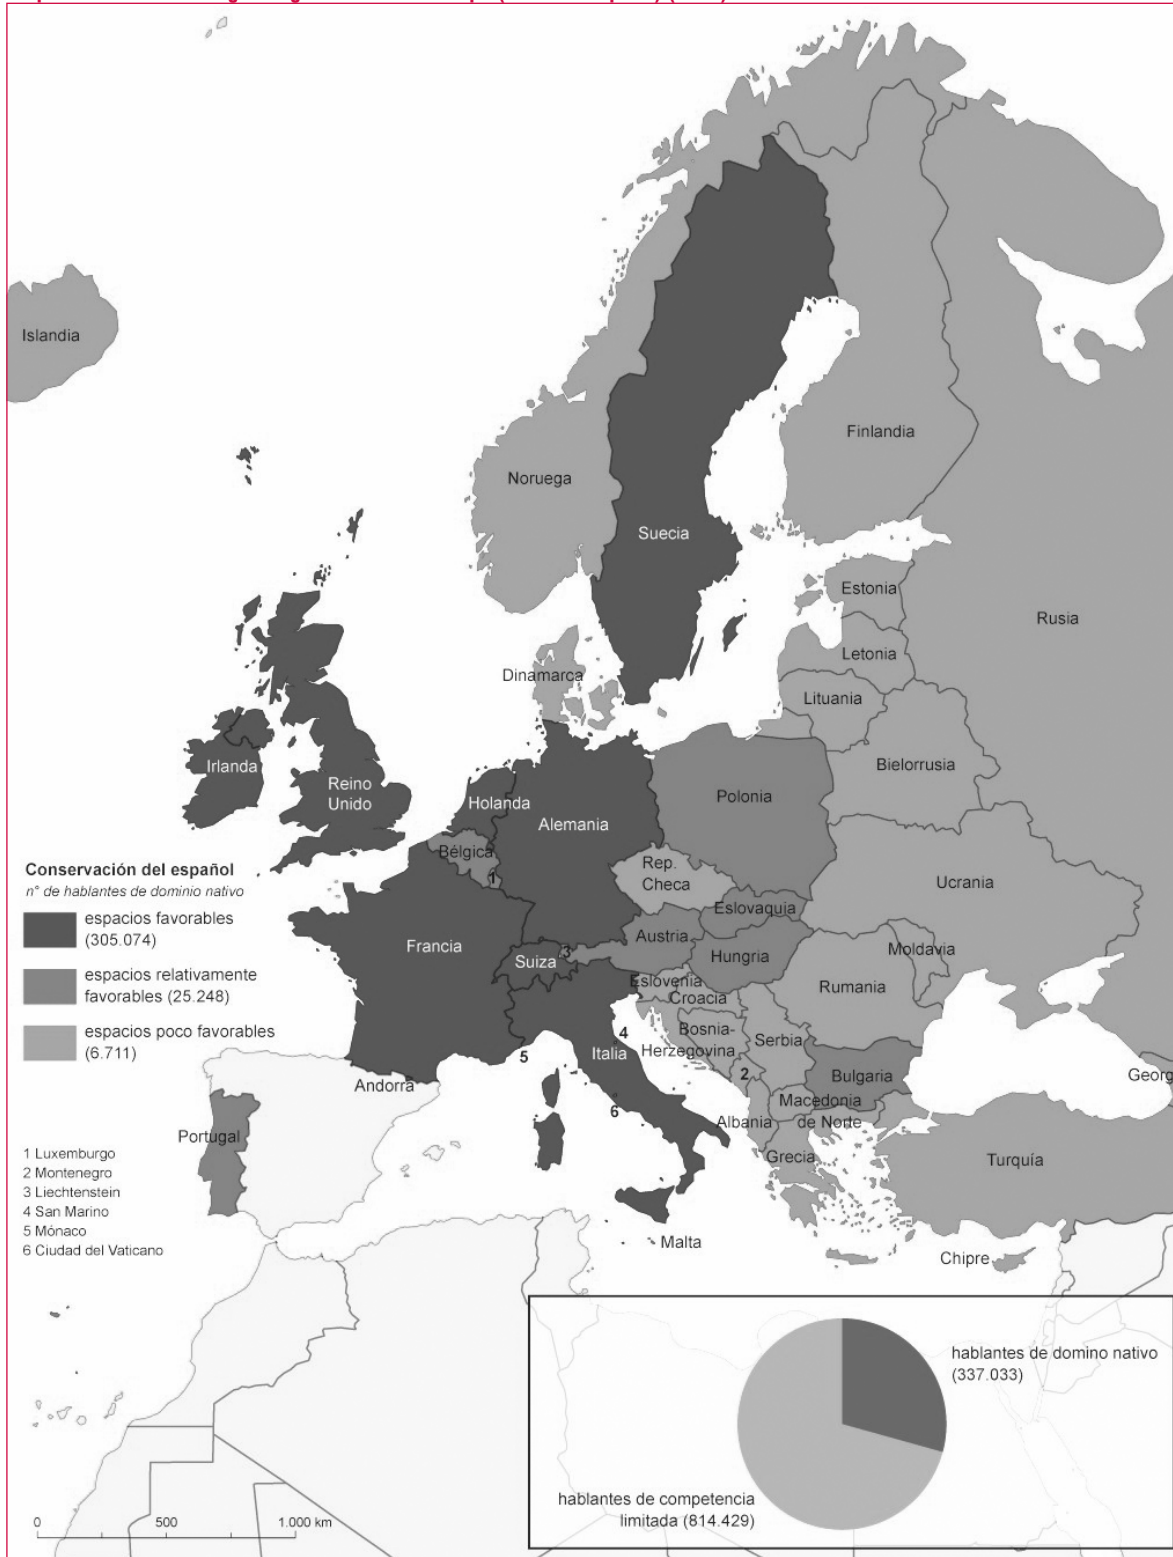 Islandia
Noruega
Suecia
Finlandia
Estonia
Rusia
Letonia
Dinamarca
Lituania
Bielorrusia
Irlanda
Reino
Unido
Holanda
Alemania
Polonia
Bélgica
1
Rep.
Checa
Ucrania
Conservación del español
n° de hablantes de dominio nativo
espacios favorables
(305.074)
espacios relativamente
favorables (25.248)
espacios poco favorables
(6.711)
Francia
Suiza
3
Austria
Eslovaquia
Hungria
Moldavia
Rumania
Eslovenia
Croacia
Bosnia-
Herzegovina
Serbia
4
Italia
5
6
2
Bulgaria
Georg
Andorra
Macedonia
de Norte
Albania
Grecia
Turquía
Portugal
Malta
Chipre
1 Luxemburgo
2 Montenegro
3 Liechtenstein
4 San Marino
5 Mónaco
6 Ciudad del Vaticano
hablantes de domino nativo
(337.033)
hablantes de competencia
limitada (814.429)
0 500 1.000 km